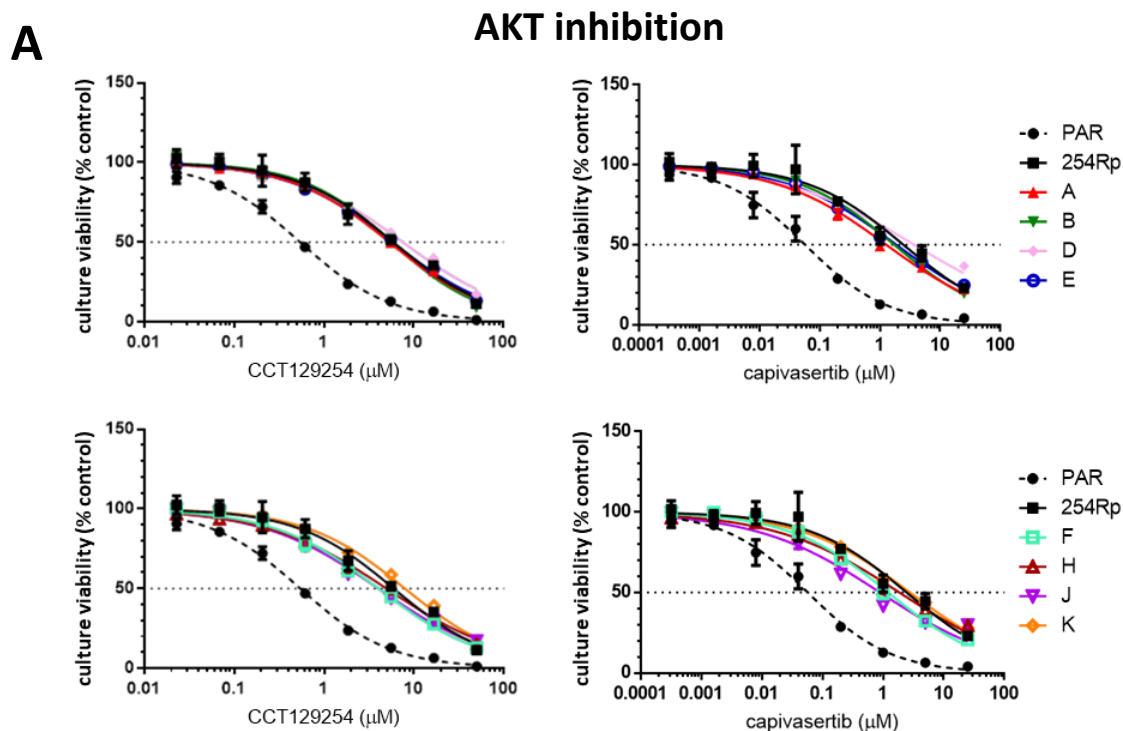 AKT inhibition
A
culture viability (% control)
150
100
50
0
0.01
0.1
1
10
100
CCT129254 (μM)
culture viability (% control)
150
100
50
0
0.0001
0.001
0.01
0.1
1
10
100
capivasertib (μM)
PAR
254Rp
A
B
D
E
culture viability (% control)
150
100
50
0
0.01
0.1
1
10
100
CCT129254 (μM)
culture viability (% control)
150
100
50
0
0.0001
0.001
0.01
0.1
1
10
100
capivasertib (μM)
PAR
254Rp
F
H
J
K